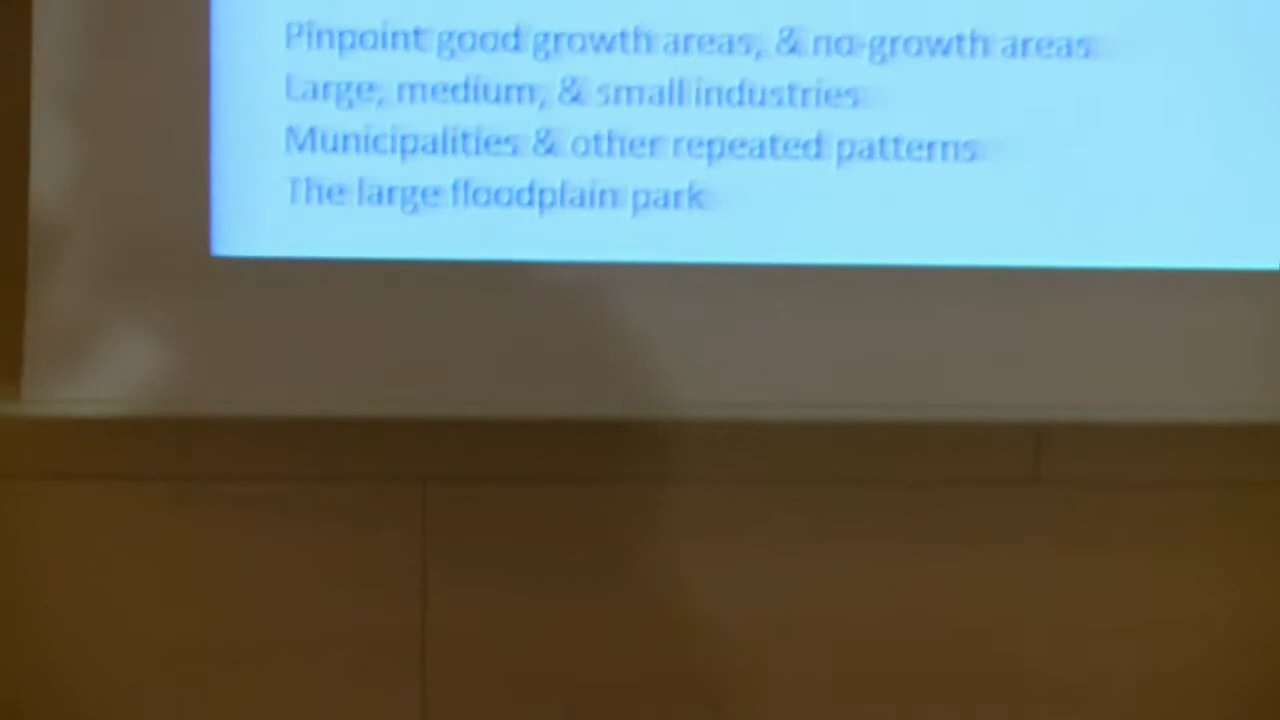 Pinpoint good growth areas, & no-growth areas
Large, medium, & small industries
Municipalities & other repeated patterns
The large floodplain park